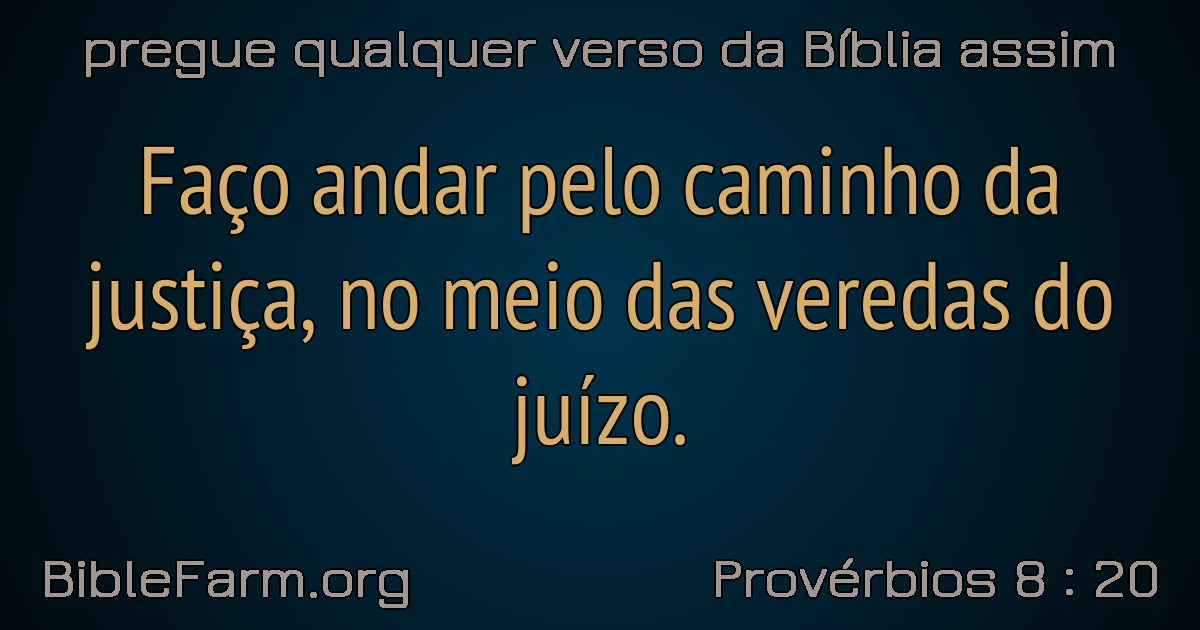 pregue qualquer verso da Bíblia assim
Faço andar pelo caminho da
justiça, no meio das veredas do
juízo.
BibleFarm.org
Provérbios 8 : 20